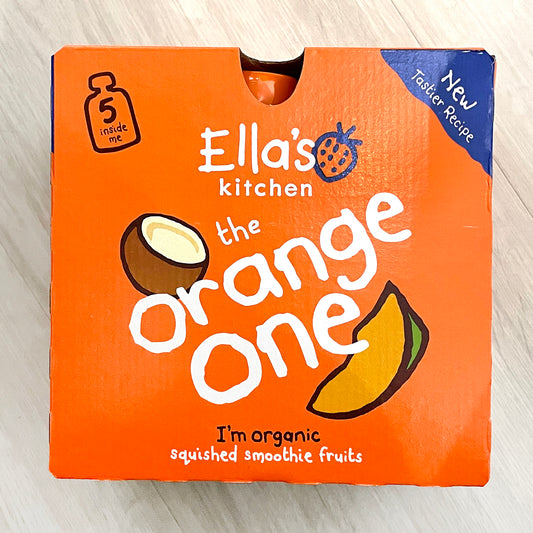 5
inside
me
New
Tastier Recipe
Ella's
kitchen
the
orange
one
I'm organic
squished smoothie fruits